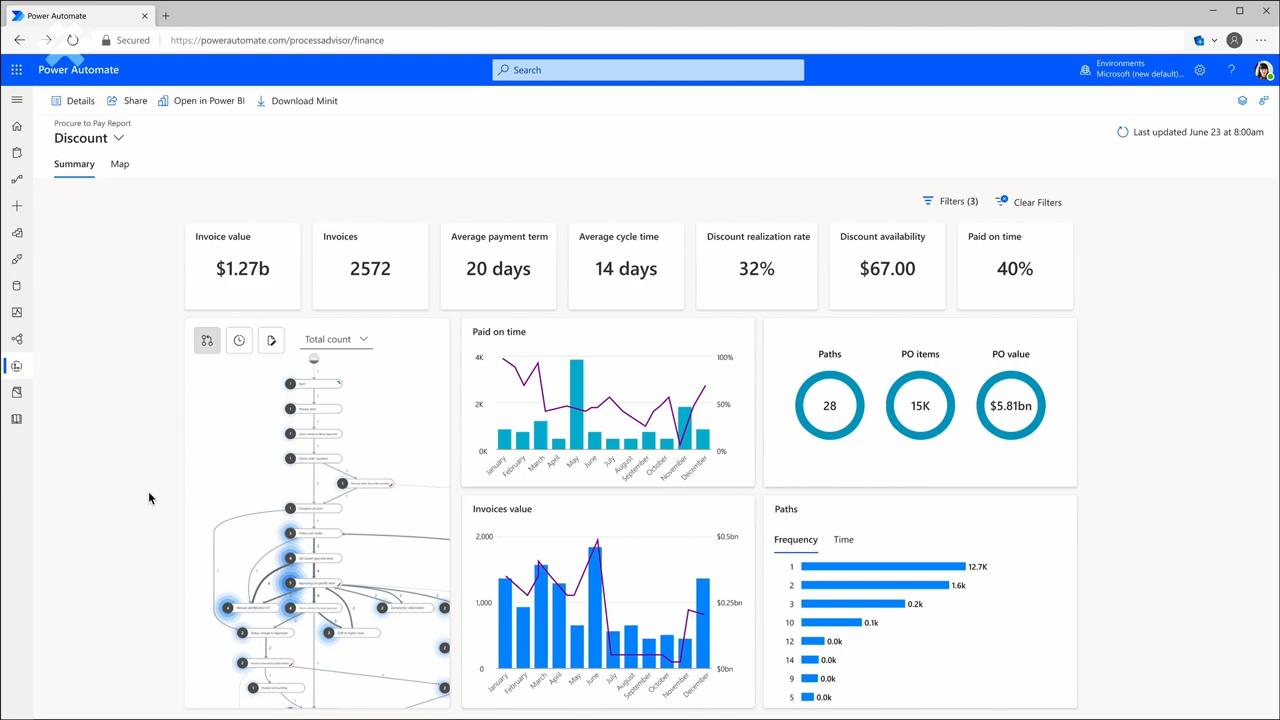 Power Automate
Secured
https://powerautomate.com/processadvisor/finance
Power Automate
Search
Environments
Microsoft (new default)...
Details
Share
Open in Power BI
Download Minit
Procure to Pay Report
Discount
Last updated June 23 at 8:00am
Summary
Map
Filters (3)
Clear Filters
Invoice value
$1.27b
Invoices
2572
Average payment term
20 days
Average cycle time
14 days
Discount realization rate
32%
Discount availability
$67.00
Paid on time
40%
Total count
Start
Process start
Check order numbers
Paid on time
4K
2K
0K
100%
50%
0%
January
February
March
April
May
June
July
August
September
October
November
December
Paths
28
PO items
15K
PO value
$5.81bn
Invoices value
2,000
1,000
0
$0.5bn
$0.25bn
$0bn
January
February
March
April
May
June
July
August
September
October
November
December
Paths
Frequency
Time
1 12.7K
2 1.6k
3 0.2k
10 0.1k
12 0.0k
14 0.0k
9 0.0k
5 0.0k